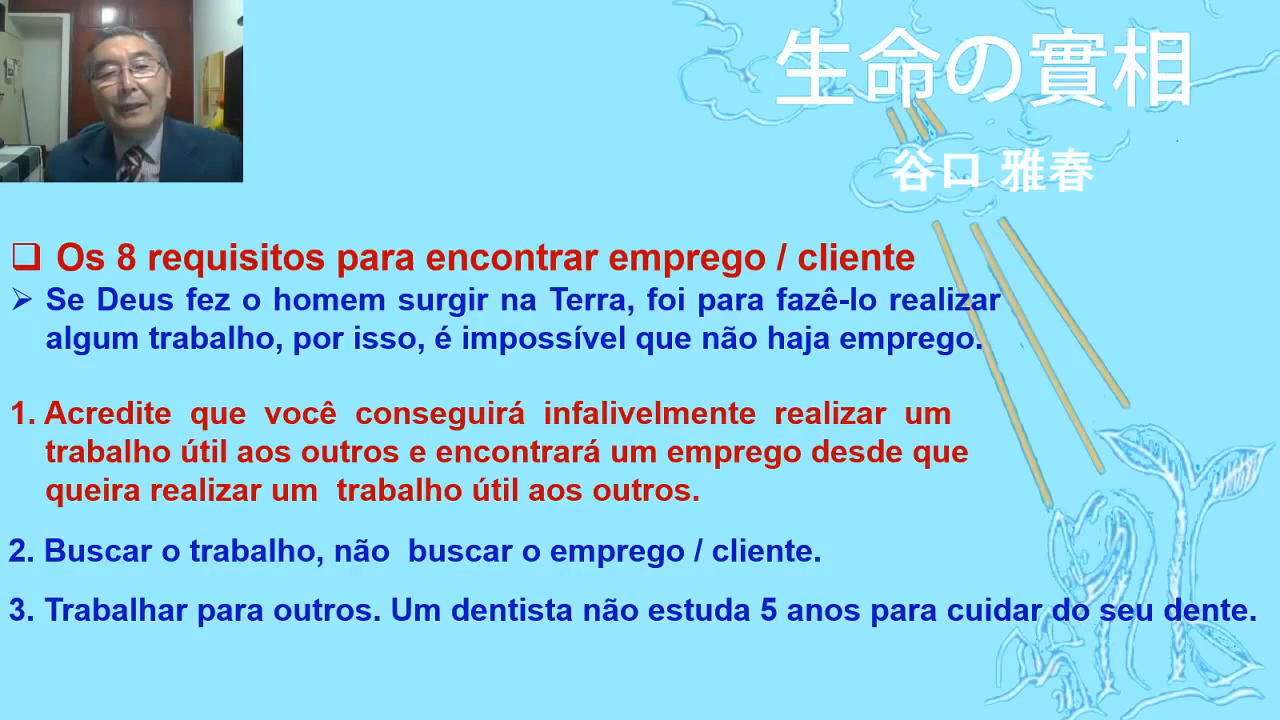 生命の實相
谷口 雅春
Os 8 requisitos para encontrar emprego / cliente
Se Deus fez o homem surgir na Terra, foi para fazê-lo realizar
algum trabalho, por isso, é impossível que não haja emprego.
1. Acredite que você conseguirá infalivelmente realizar um
trabalho útil aos outros e encontrará um emprego desde que
queira realizar um trabalho útil aos outros.
2. Buscar o trabalho, não buscar o emprego / cliente.
3. Trabalhar para outros. Um dentista não estuda 5 anos para cuidar do seu dente.